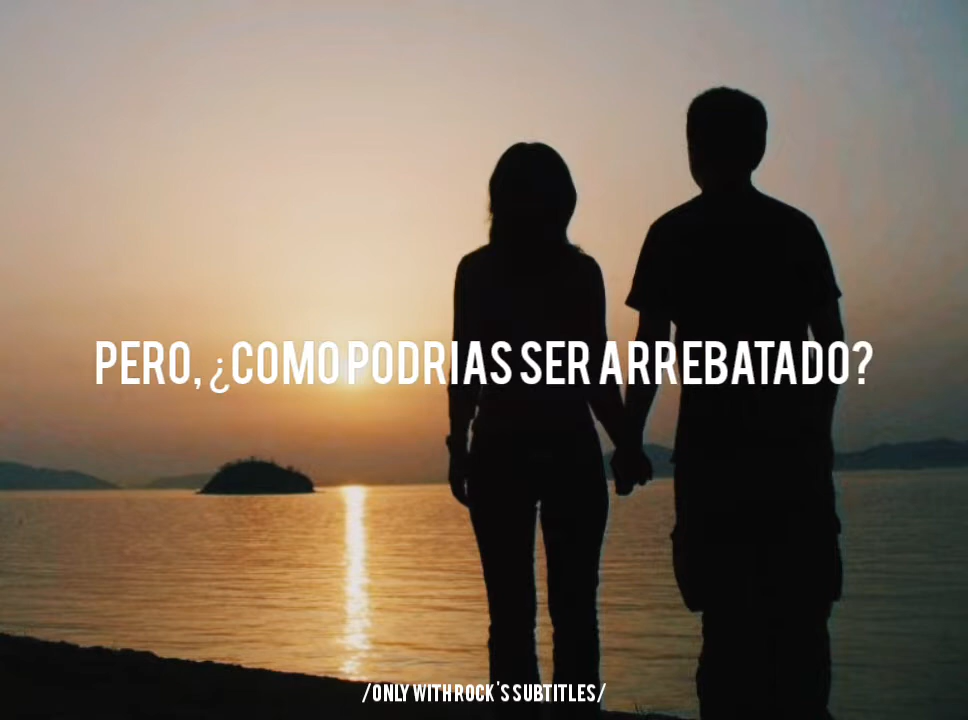 PERO, ¿COMO PODRIAS SER ARREBATADO?
/ONLY WITH ROCK'S SUBTITLES/